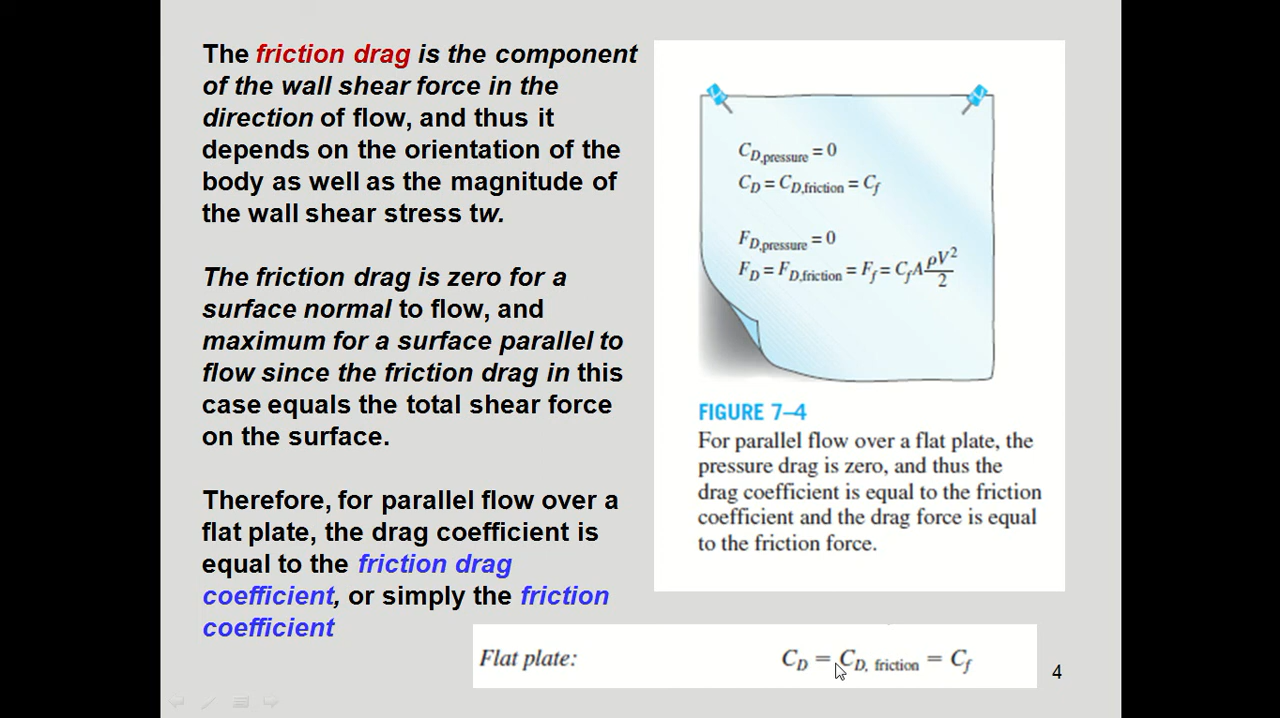 The friction drag is the component
of the wall shear force in the
direction of flow, and thus it
depends on the orientation of the
body as well as the magnitude of
the wall shear stress tw.
The friction drag is zero for a
surface normal to flow, and
maximum for a surface parallel to
flow since the friction drag in this
case equals the total shear force
on the surface.
Therefore, for parallel flow over a
flat plate, the drag coefficient is
equal to the friction drag
coefficient, or simply the friction
coefficient
C_D,pressure = 0
C_D = C_D,friction = C_f
F_D,pressure = 0
F_D = F_D,friction = F_f = C_f A ρV²/2
FIGURE 7–4
For parallel flow over a flat plate, the
pressure drag is zero, and thus the
drag coefficient is equal to the friction
coefficient and the drag force is equal
to the friction force.
Flat plate: C_D = C_D, friction = C_f
4